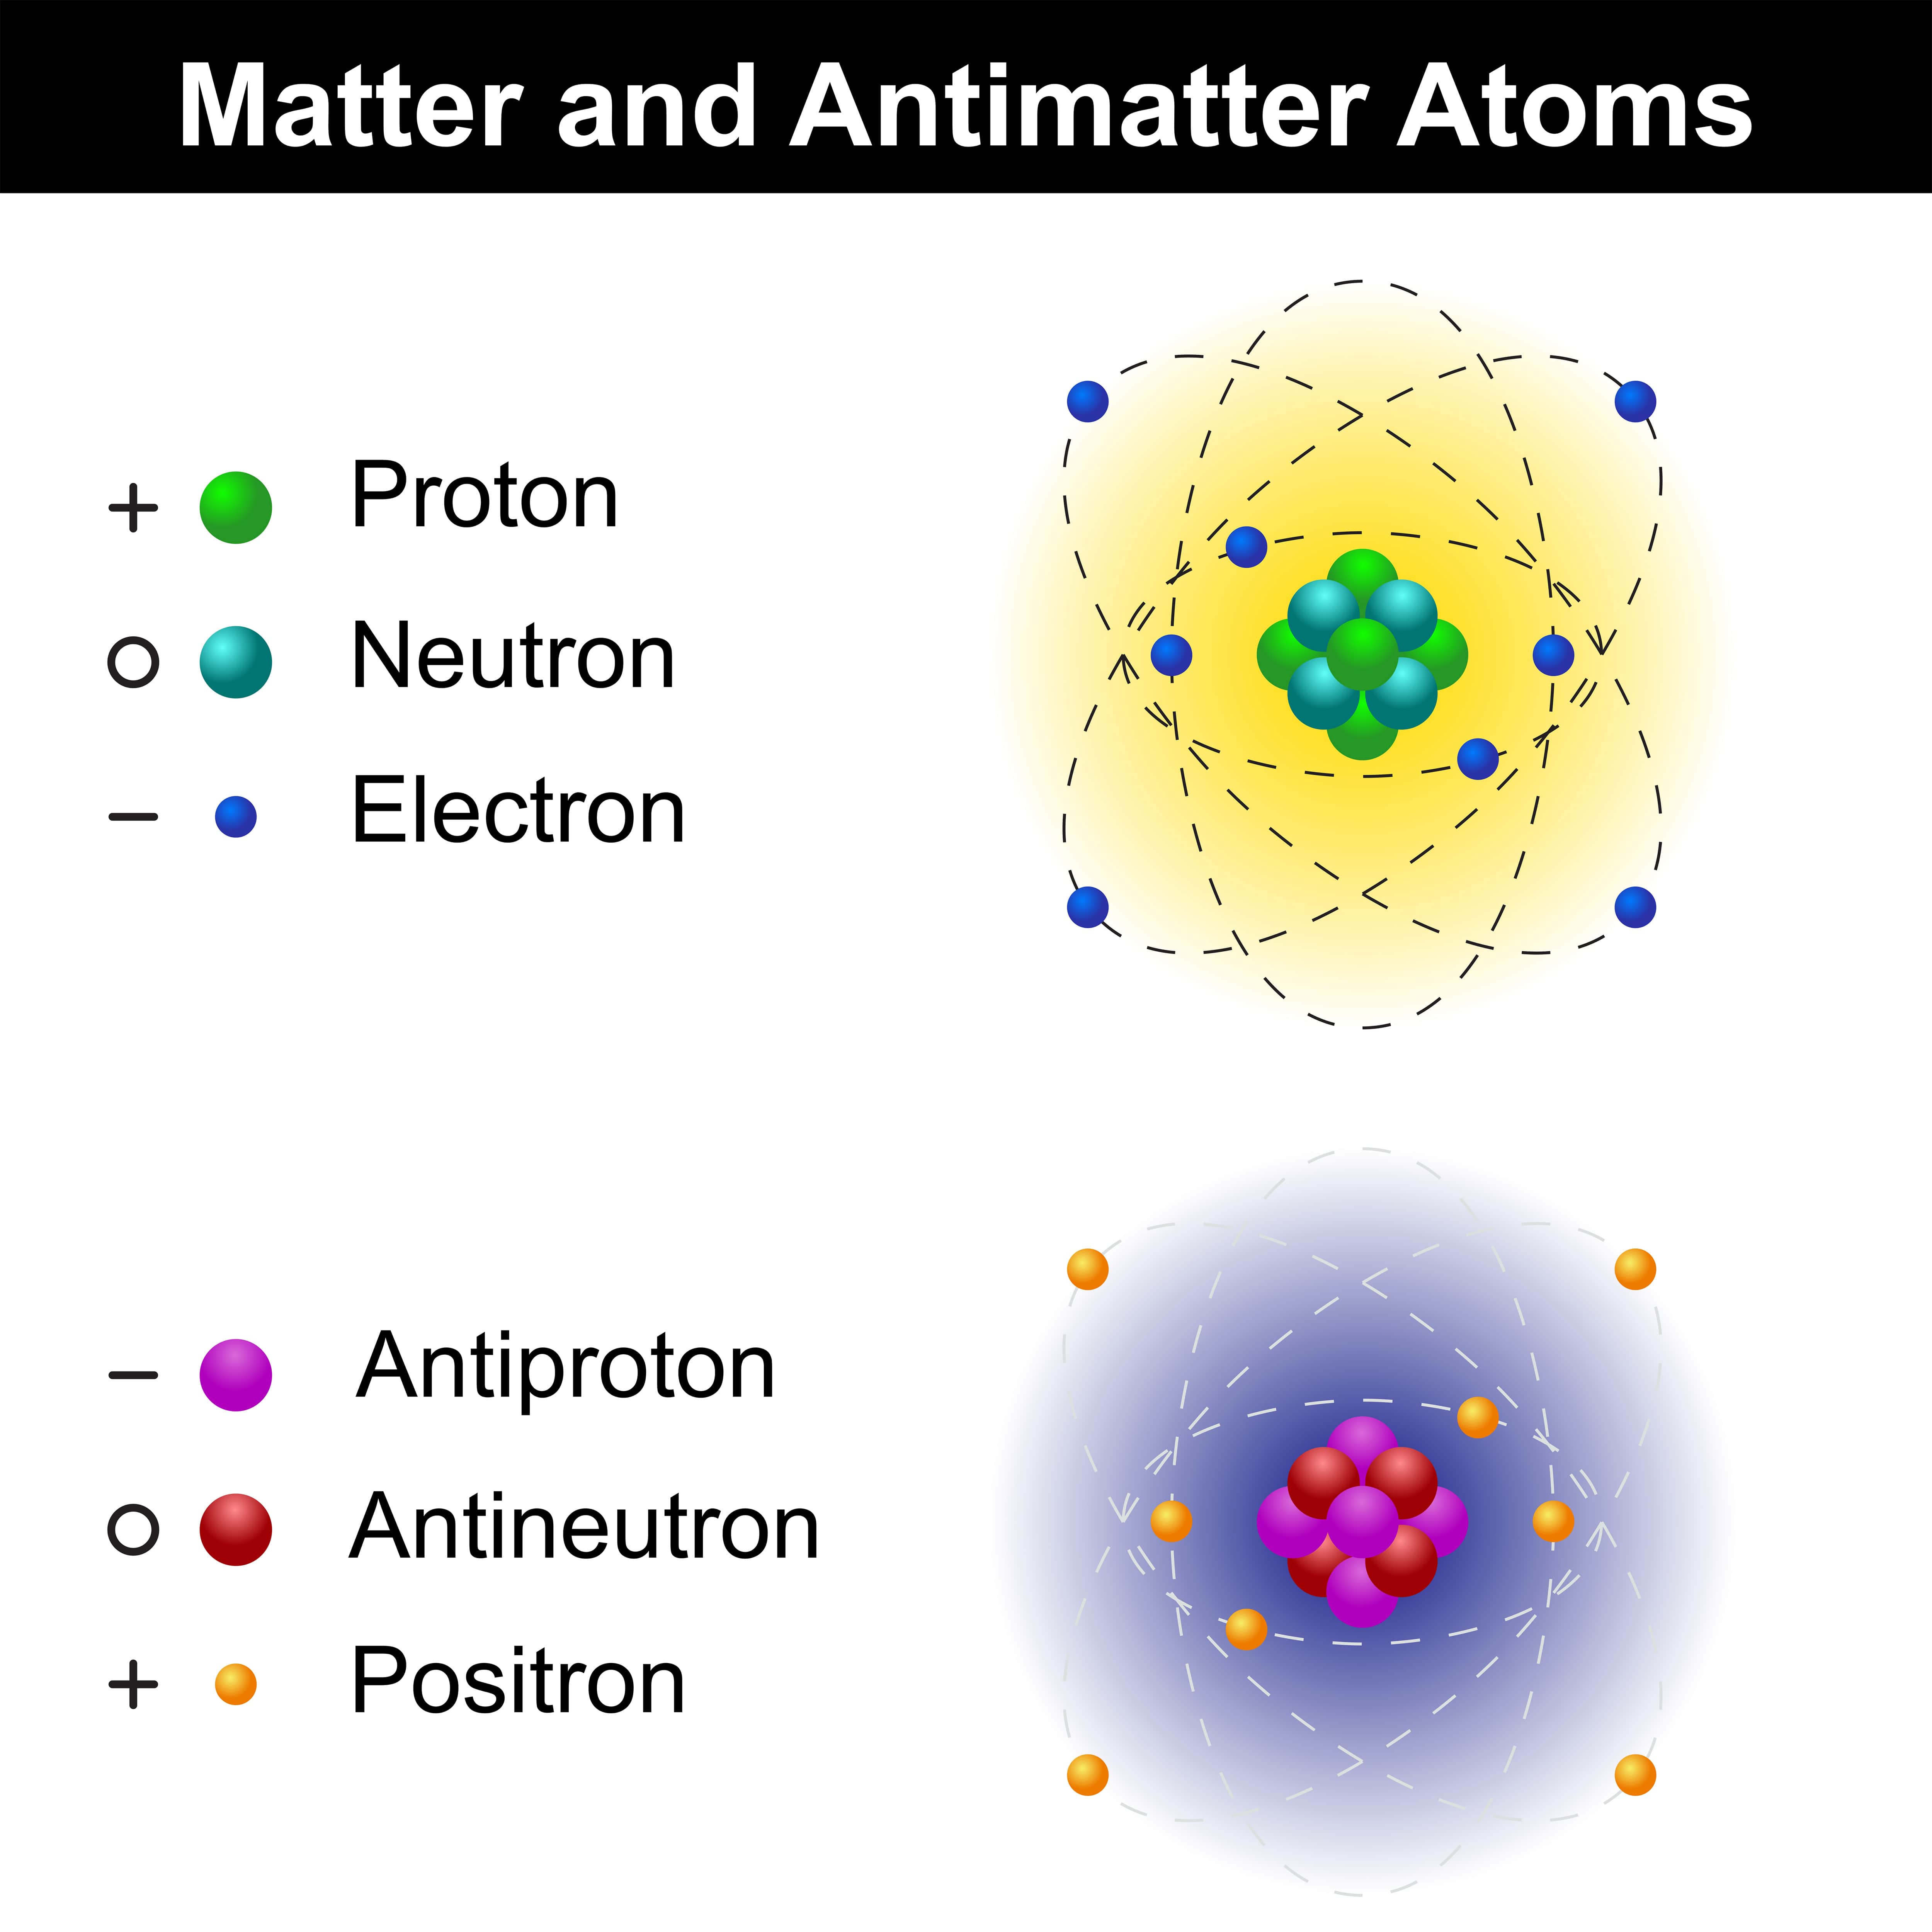 Matter and Antimatter Atoms
+ Proton
O Neutron
− Electron
− Antiproton
O Antineutron
+ Positron